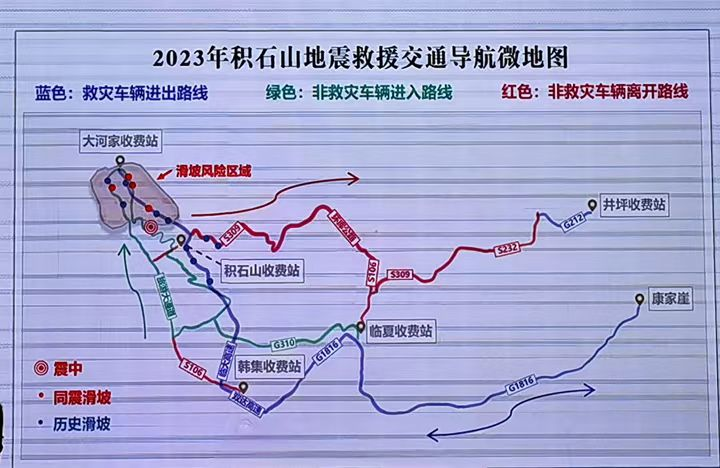 2023年积石山地震救援交通导航微地图
蓝色：救灾车辆进出路线
绿色：非救灾车辆进入路线
红色：非救灾车辆离开路线
大河家收费站
滑坡风险区域
井坪收费站
G212
S309
S232
S106
S309
积石山收费站
康家崖
临夏收费站
G310
G1816
S106
韩集收费站
G1816
双达高速
震中
同震滑坡
历史滑坡